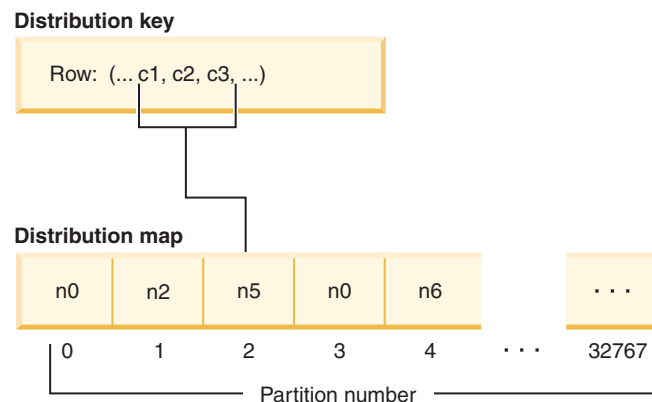 Distribution key
Row: (... c1, c2, c3, ...)
Distribution map
n0 n2 n5 n0 n6 . . .
0 1 2 3 4 . . . 32767
Partition number